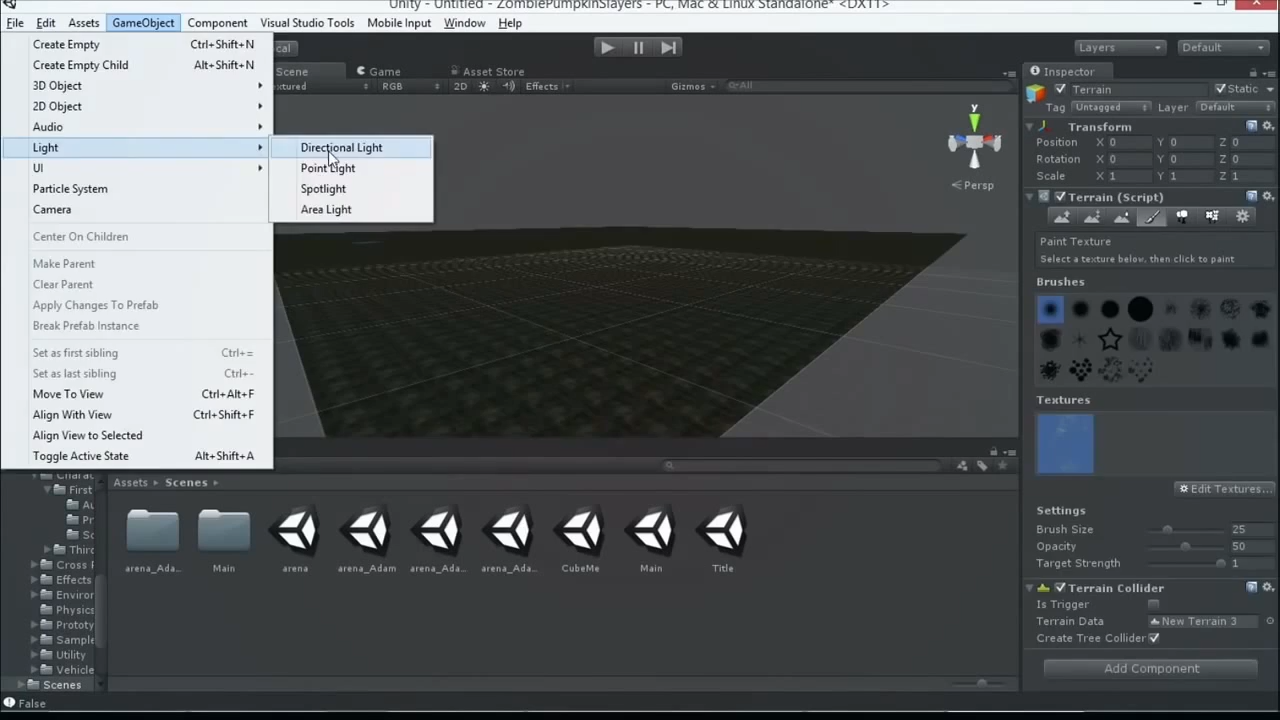 Unity - Untitled - ZombiePumpkinSlayers - PC, Mac & Linux Standalone* <DX11>
File Edit Assets GameObject Component Visual Studio Tools Mobile Input Window Help
Create Empty Ctrl+Shift+N
Create Empty Child Alt+Shift+N
3D Object
2D Object
Audio
Light
UI
Particle System
Camera
Center On Children
Make Parent
Clear Parent
Apply Changes To Prefab
Break Prefab Instance
Set as first sibling Ctrl+=
Set as last sibling Ctrl+-
Move To View Ctrl+Alt+F
Align With View Ctrl+Shift+F
Align View to Selected
Toggle Active State Alt+Shift+A
Directional Light
Point Light
Spotlight
Area Light
cal
Layers Default
Scene Game Asset Store
xtured RGB 2D Effects Gizmos All
y
Persp
Inspector
Terrain Static
Tag Untagged Layer Default
Transform
Position X 0 Y 0 Z 0
Rotation X 0 Y 0 Z 0
Scale X 1 Y 1 Z 1
Terrain (Script)
Paint Texture
Select a texture below, then click to paint
Brushes
Textures
Edit Textures...
Settings
Brush Size 25
Opacity 50
Target Strength 1
Terrain Collider
Is Trigger
Terrain Data New Terrain 3
Create Tree Collider
Add Component
Assets Scenes
arena_Ada... Main arena arena_Adam arena_Ada... arena_Ada... CubeMe Main Title
Charac
First
Au
Pr
Sc
Third
Cross P
Effects
Enviror
Physics
Prototy
Sample
Utility
Vehicle
Scenes
False